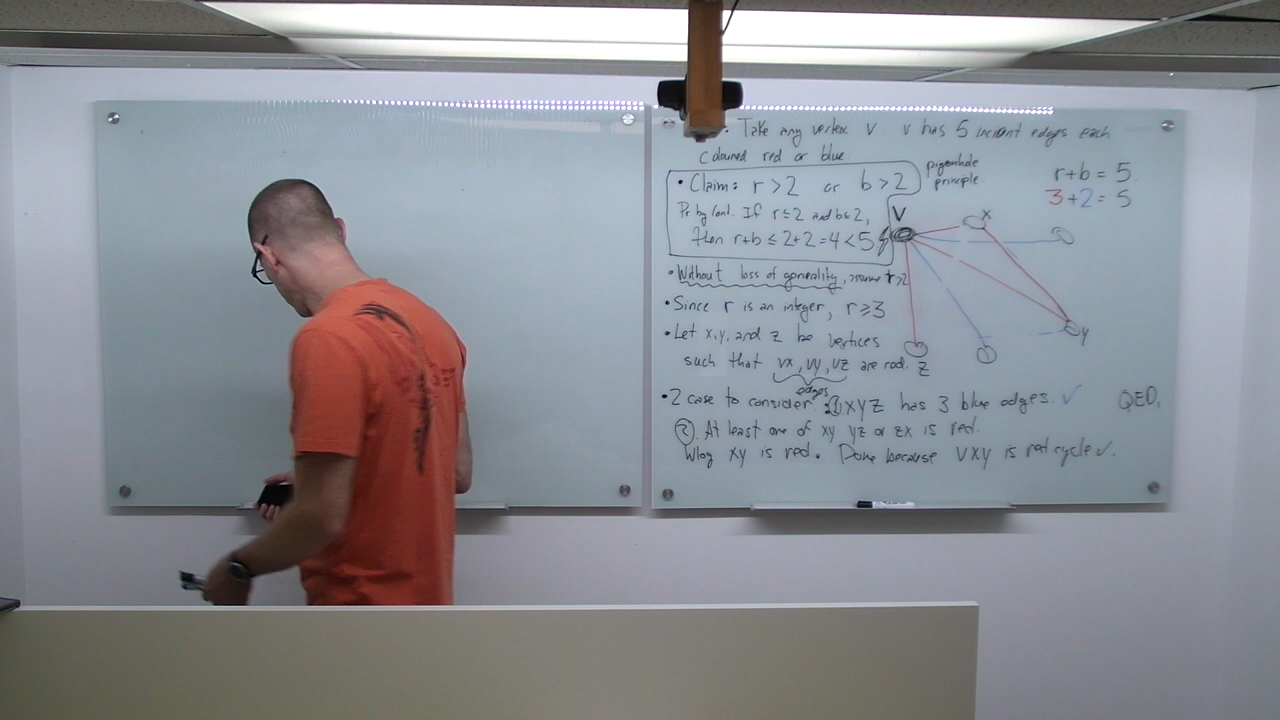 • Take any vertex v. v has 5 incident edges each
coloured red or blue.
• Claim: r > 2 or b > 2
pigeonhole
principle.
Pr by Cont. If r ≤ 2 and b ≤ 2,
then r+b ≤ 2+2 = 4 < 5
r+b = 5
3+2 = 5
V
x
y
z
• Without loss of generality, assume r>2
• Since r is an integer, r ≥ 3
• Let x, y, and z be vertices
such that vx, vy, vz are red.
edges
• 2 case to consider: ① XYZ has 3 blue edges. ✓
QED.
②. At least one of xy yz or zx is red.
Wlog xy is red. Done because VXY is red cycle ✓.